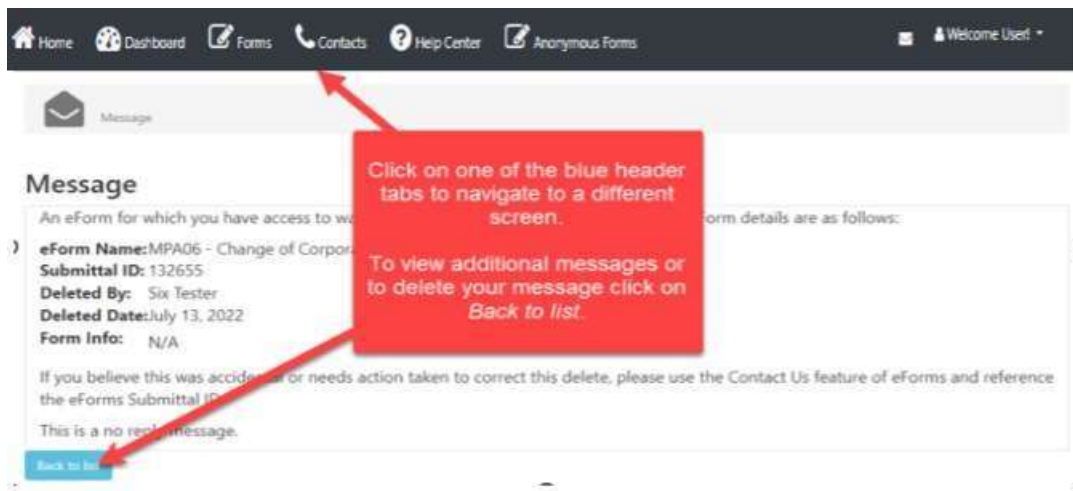 Home Dashboard Forms Contacts Help Center Anonymous Forms Welcome User!
Message
Click on one of the blue header
tabs to navigate to a different
screen.
To view additional messages or
to delete your message click on
Back to list.
Message
An eForm for which you have access to orm details are as follows:
eForm Name: MPA06 - Change of
Submittal ID: 132655
Deleted By: Six Tester
Deleted Date: July 13, 2022
Form Info: N/A
If you believe this was or needs action taken to correct this delete, please use the Contact Us feature of eForms and reference
the eForms Submittal
This is a no reply message.
Back to list